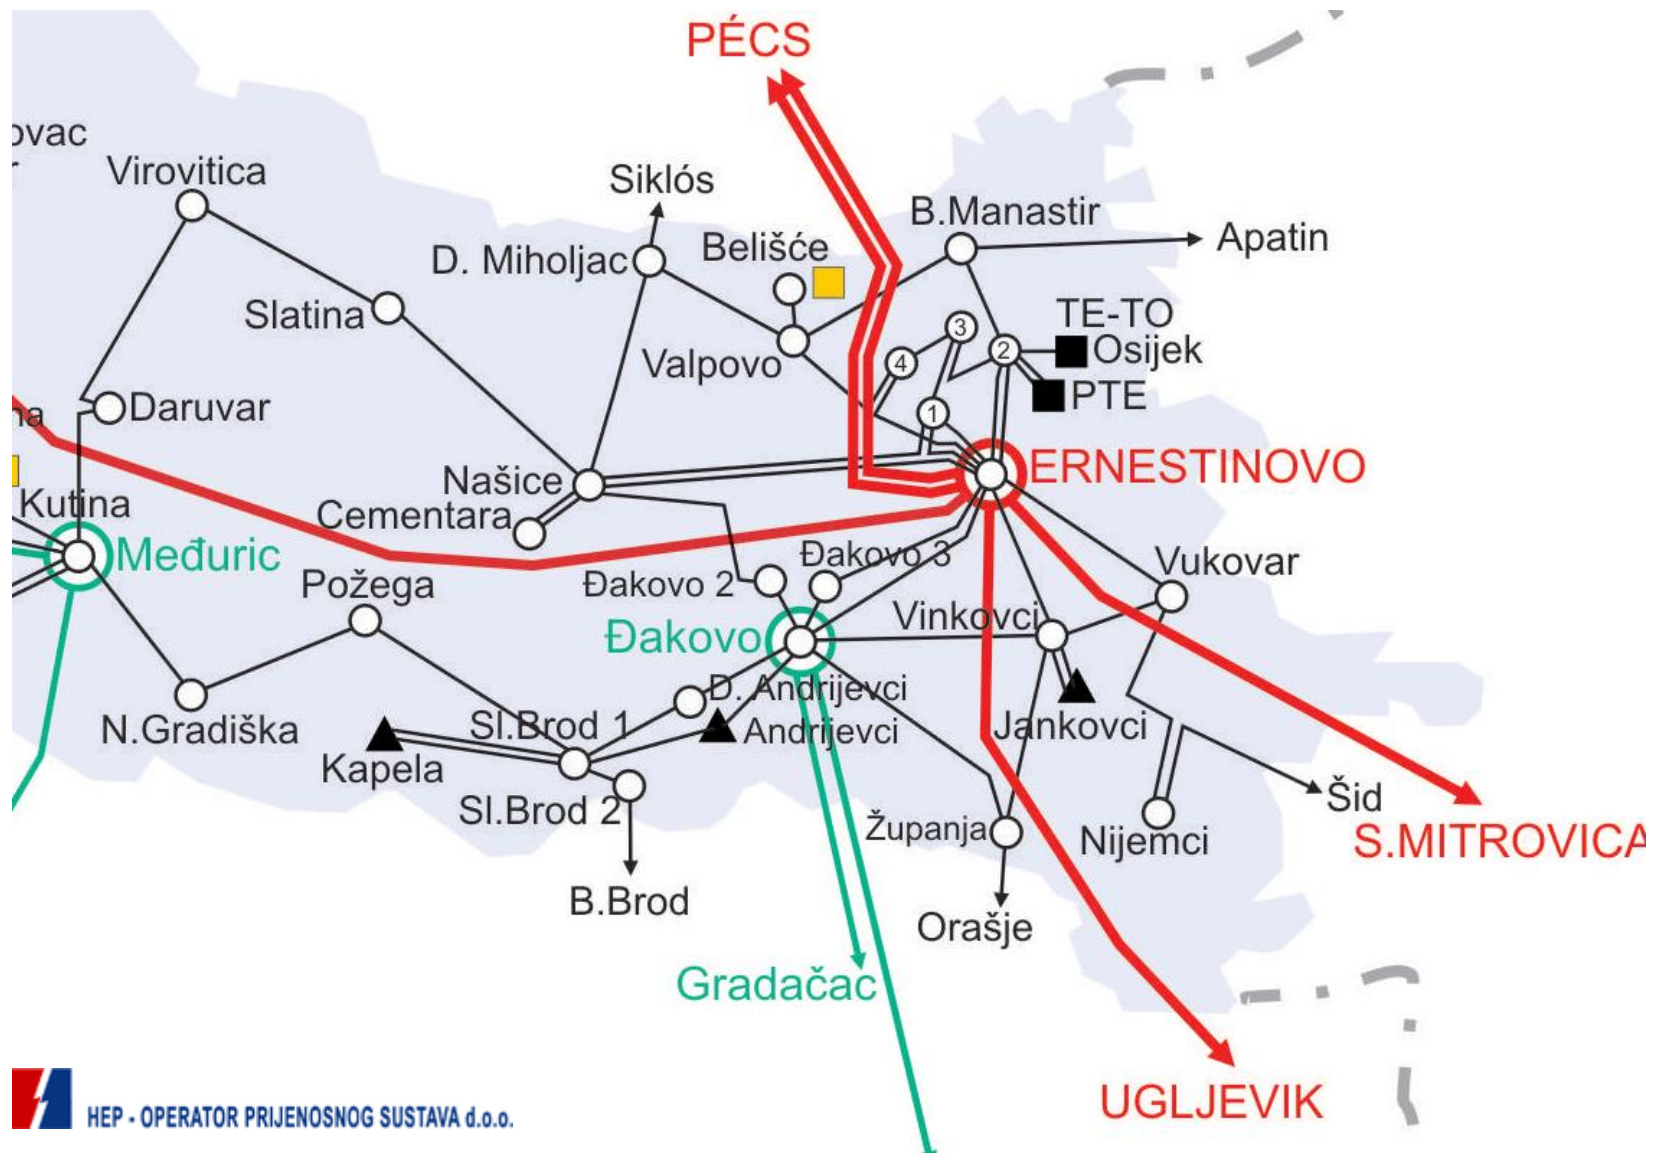 PÉCS
ovac
Virovitica
Siklós
B.Manastir
D. Miholjac
Belišće
Apatin
Slatina
TE-TO
3
Osijek
2
Valpovo
4
PTE
Daruvar
na
1
ERNESTINOVO
Našice
Kutina
Cementara
Međuric
Đakovo 3
Vukovar
Požega
Đakovo 2
Vinkovci
Đakovo
D. Andrijevci
N.Gradiška
Sl.Brod 1
Andrijevci
Jankovci
Kapela
Šid
Sl.Brod 2
Županja
Nijemci
S.MITROVICA
B.Brod
Orašje
Gradačac
UGLJEVIK
HEP - OPERATOR PRIJENOSNOG SUSTAVA d.o.o.